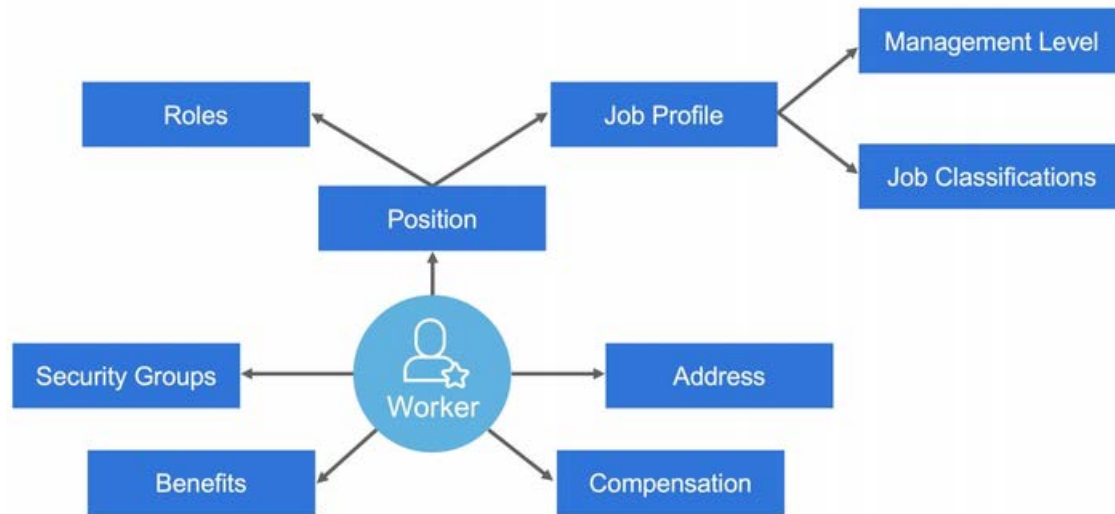 Management Level
Roles
Job Profile
Job Classifications
Position
Security Groups
Worker
Address
Benefits
Compensation